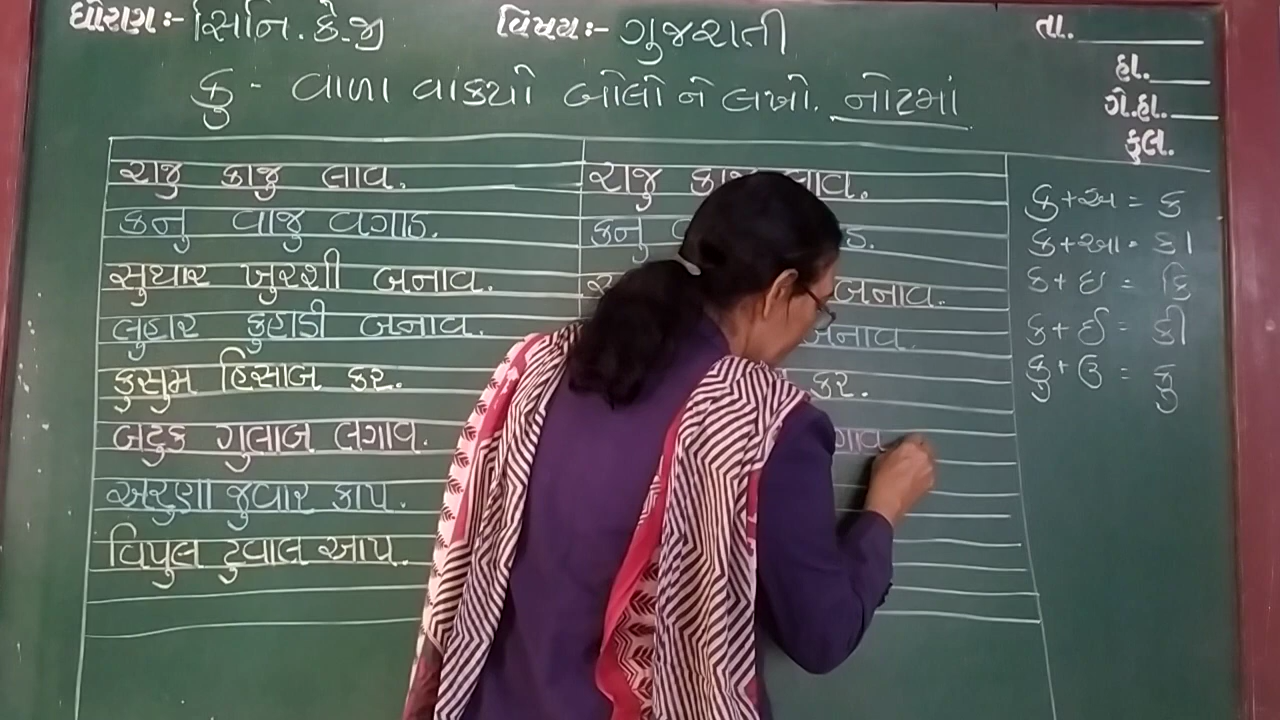 ધોરણ:- સિનિ. કે.જી
વિષય:- ગુજરાતી
તા.
હા.
ગે.હા.
કુલ.
કુ - વાળા વાક્યો બોલો ને લખો. નોટમાં
રાજુ કાજુ લાવ.
કનુ વાજુ વગાડ.
સુથાર ખુરશી બનાવ.
લુહાર કુહાડી બનાવ.
કુસુમ હિસાબ કર.
બટુક ગુલાબ લગાવ.
અરુણા જુવાર કાપ.
વિપુલ ટુવાલ આપ.
રાજુ કાજુ લાવ.
કનુ
બનાવ.
બનાવ.
કર.
ક+અ = ક
ક+આ = કા
ક+ઇ = કિ
ક+ઈ = કી
ક+ઉ = કુ